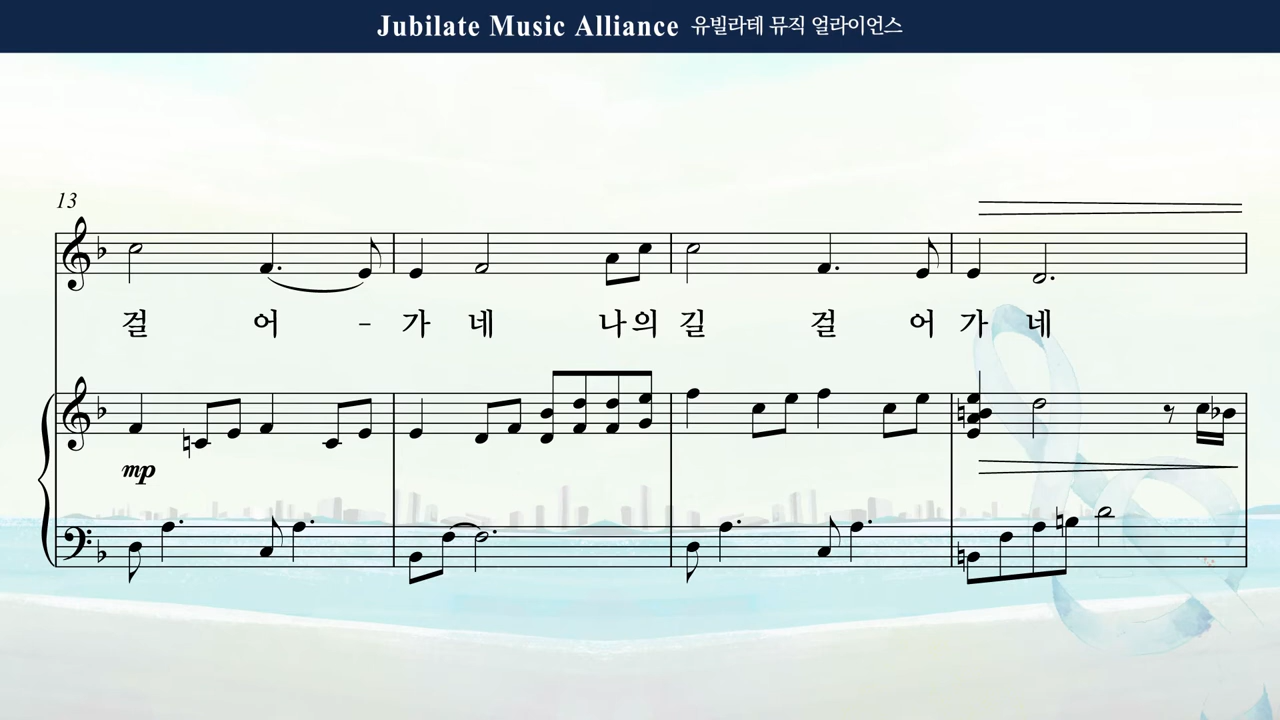 Jubilate Music Alliance 유빌라테 뮤직 얼라이언스
13
걸 어 - 가 네 나의 길 걸 어 가 네
mp